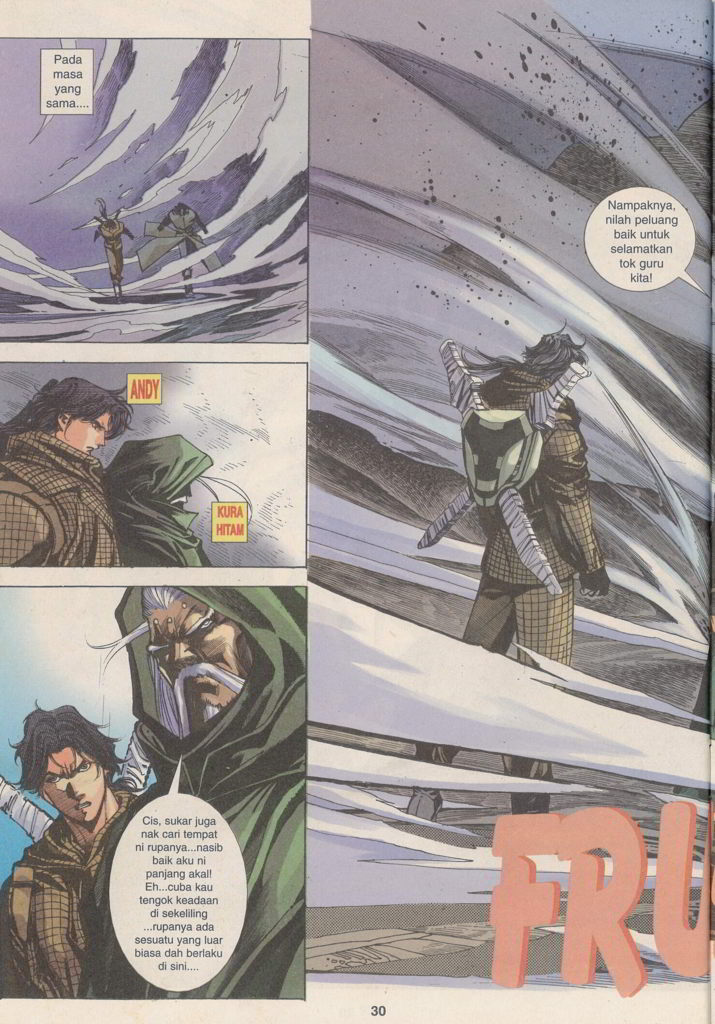 Pada
masa
yang
sama....
ANDY
KURA
HITAM
Cis, sukar juga
nak cari tempat
ni rupanya...nasib
baik aku ni
panjang akal!
Eh...cuba kau
tengok keadaan
di sekeliling
...rupanya ada
sesuatu yang luar
biasa dah berlaku
di sini....
Nampaknya,
nilah peluang
baik untuk
selamatkan
tok guru
kita!
FRU
30